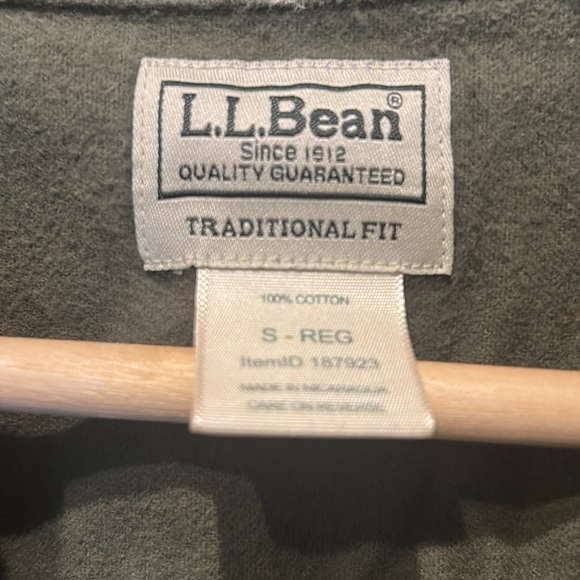 L.L.Bean®
Since 1912
QUALITY GUARANTEED
TRADITIONAL FIT
100% COTTON
S - REG
ItemID 187923
MADE IN NICARAGUA
CARE ON REVERSE